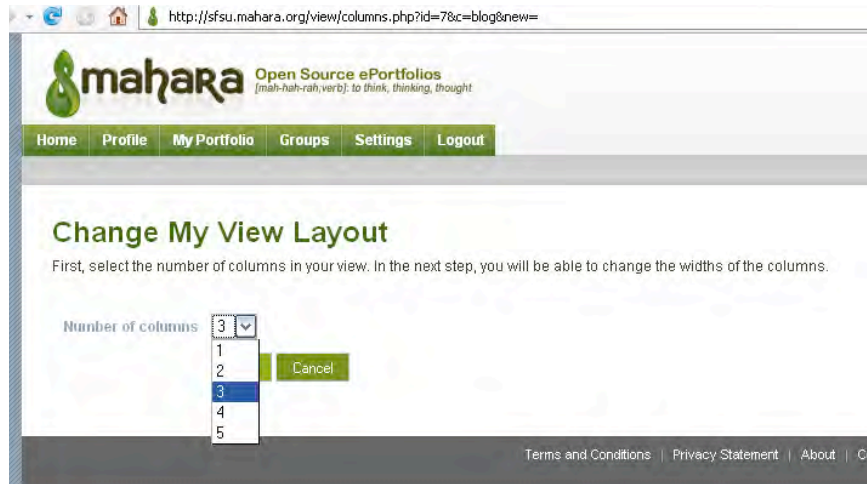 http://sfsu.mahara.org/view/columns.php?id=7&c=blog&new=
mahara Open Source ePortfolios
[mah-hah-rah,verb]: to think, thinking, thought
Home Profile My Portfolio Groups Settings Logout
Change My View Layout
First, select the number of columns in your view. In the next step, you will be able to change the widths of the columns.
Number of columns 3
1
2
Cancel
3
4
5
Terms and Conditions | Privacy Statement | About |